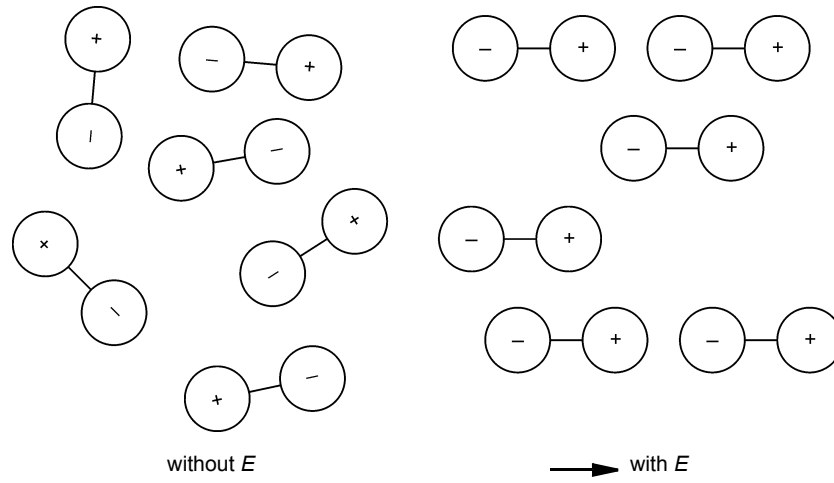 +
− − + − + − +
−
+ − − +
+
+ − − +
−
−
+ − − + − +
without E with E